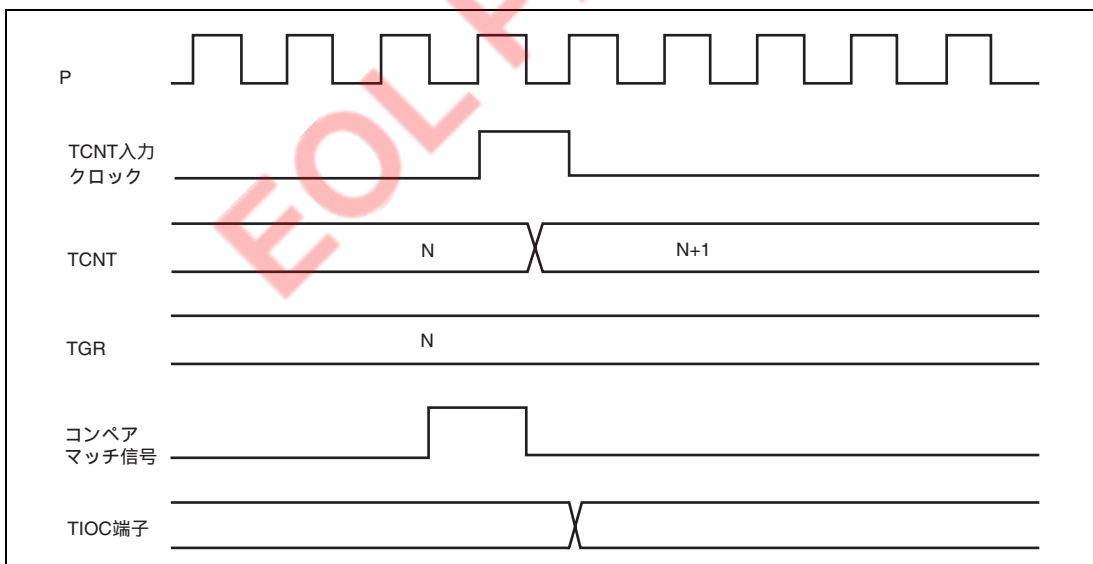 P
TCNT入力
クロック
TCNT
N
N+1
TGR
N
コンペア
マッチ信号
TIOC端子
EOL P